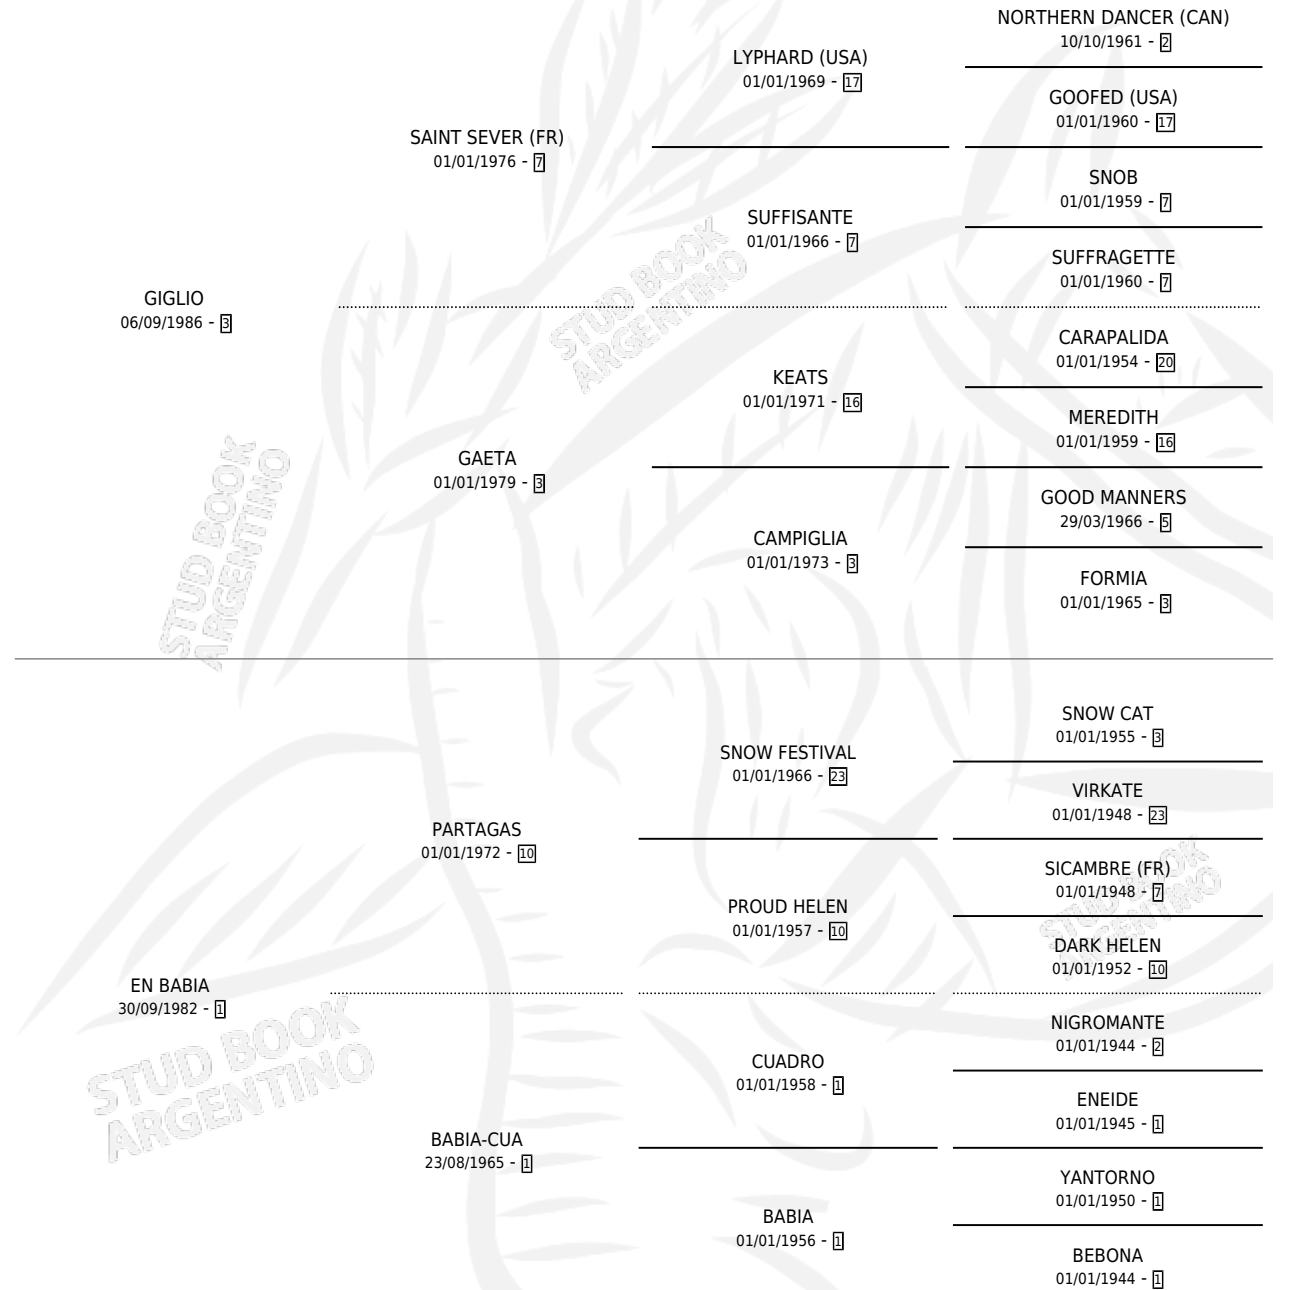 NORTHERN DANCER (CAN)
10/10/1961 - 2
LYPHARD (USA)
01/01/1969 - 17
GOOFED (USA)
01/01/1960 - 17
SAINT SEVER (FR)
01/01/1976 - 7
SNOB
01/01/1959 - 7
SUFFISANTE
01/01/1966 - 7
SUFFRAGETTE
01/01/1960 - 7
GIGLIO
06/09/1986 - 3
CARAPALIDA
01/01/1954 - 20
KEATS
01/01/1971 - 16
MEREDITH
01/01/1959 - 16
GAETA
01/01/1979 - 3
GOOD MANNERS
29/03/1966 - 5
CAMPIGLIA
01/01/1973 - 3
FORMIA
01/01/1965 - 3
SNOW CAT
01/01/1955 - 3
SNOW FESTIVAL
01/01/1966 - 23
VIRKATE
01/01/1948 - 23
PARTAGAS
01/01/1972 - 10
SICAMBRE (FR)
01/01/1948 - 7
PROUD HELEN
01/01/1957 - 10
DARK HELEN
01/01/1952 - 10
EN BABIA
30/09/1982 - 1
NIGROMANTE
01/01/1944 - 2
CUADRO
01/01/1958 - 1
ENEIDE
01/01/1945 - 1
BABIA-CUA
23/08/1965 - 1
YANTORNO
01/01/1950 - 1
BABIA
01/01/1956 - 1
BEBONA
01/01/1944 - 1
STUD BOOK
ARGENTINO
STUD BOOK
ARGENTINO
STUD BOOK
ARGENTINO
STUD BOOK
ARGENTINO